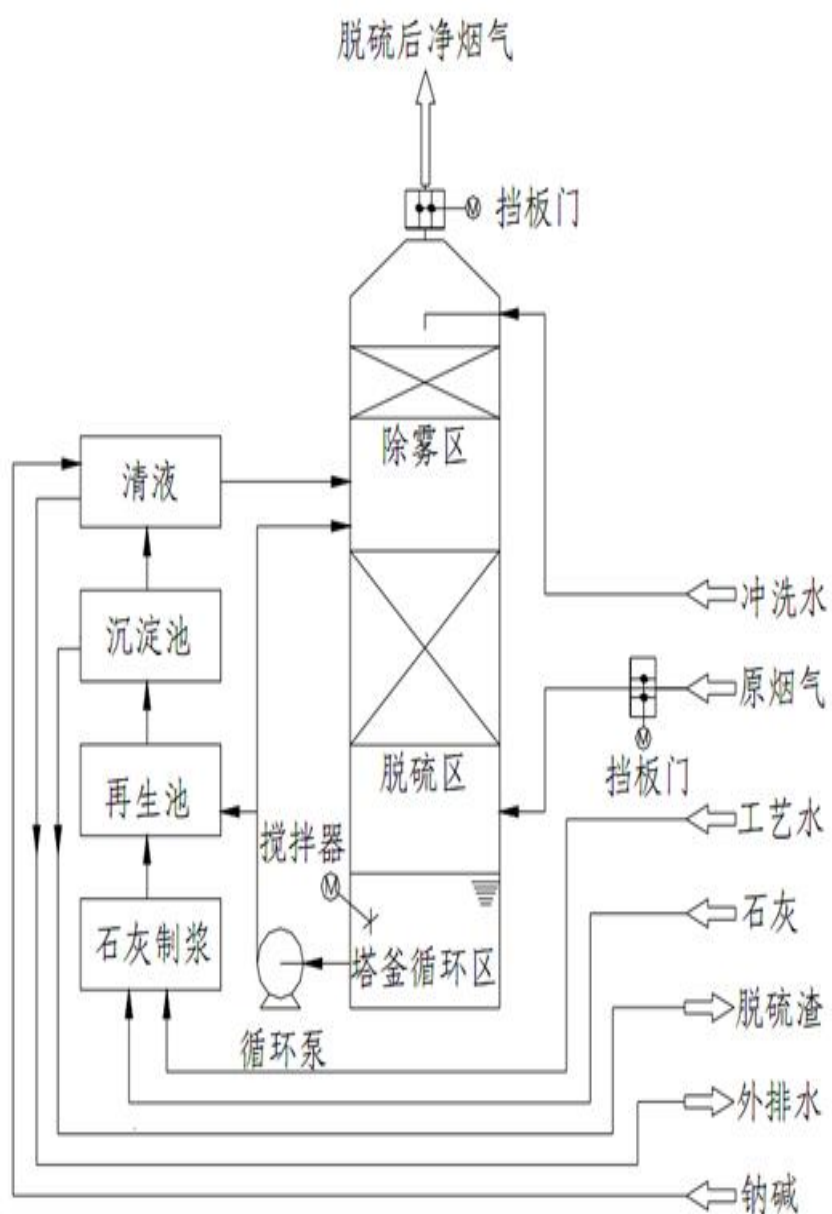 脱硫后净烟气
M
挡板门
除雾区
清液
沉淀池
冲洗水
原烟气
M
挡板门
脱硫区
再生池
工艺水
搅拌器
M
石灰
石灰制浆
塔釜循环区
循环泵
脱硫渣
外排水
钠碱